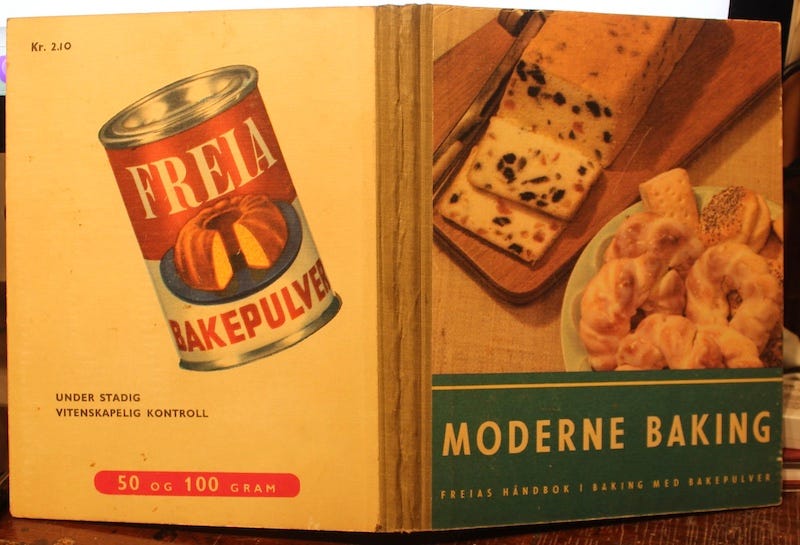 Kr. 2.10
FREIA
BAKEPULVER
UNDER STADIG
VITENSKAPELIG KONTROLL
50 OG 100 GRAM
MODERNE BAKING
FREIAS HÅNDBOK I BAKING MED BAKEPULVER